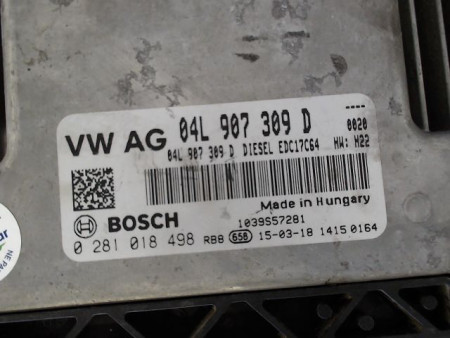 ----
VW AG 04L 907 309 D 0020
04L 907 309 D DIESEL EDC17C64 HW: H22
Made in Hungary
BOSCH 1039S57281
0 281 018 498 RBB 658 15-03-18 1415 0164